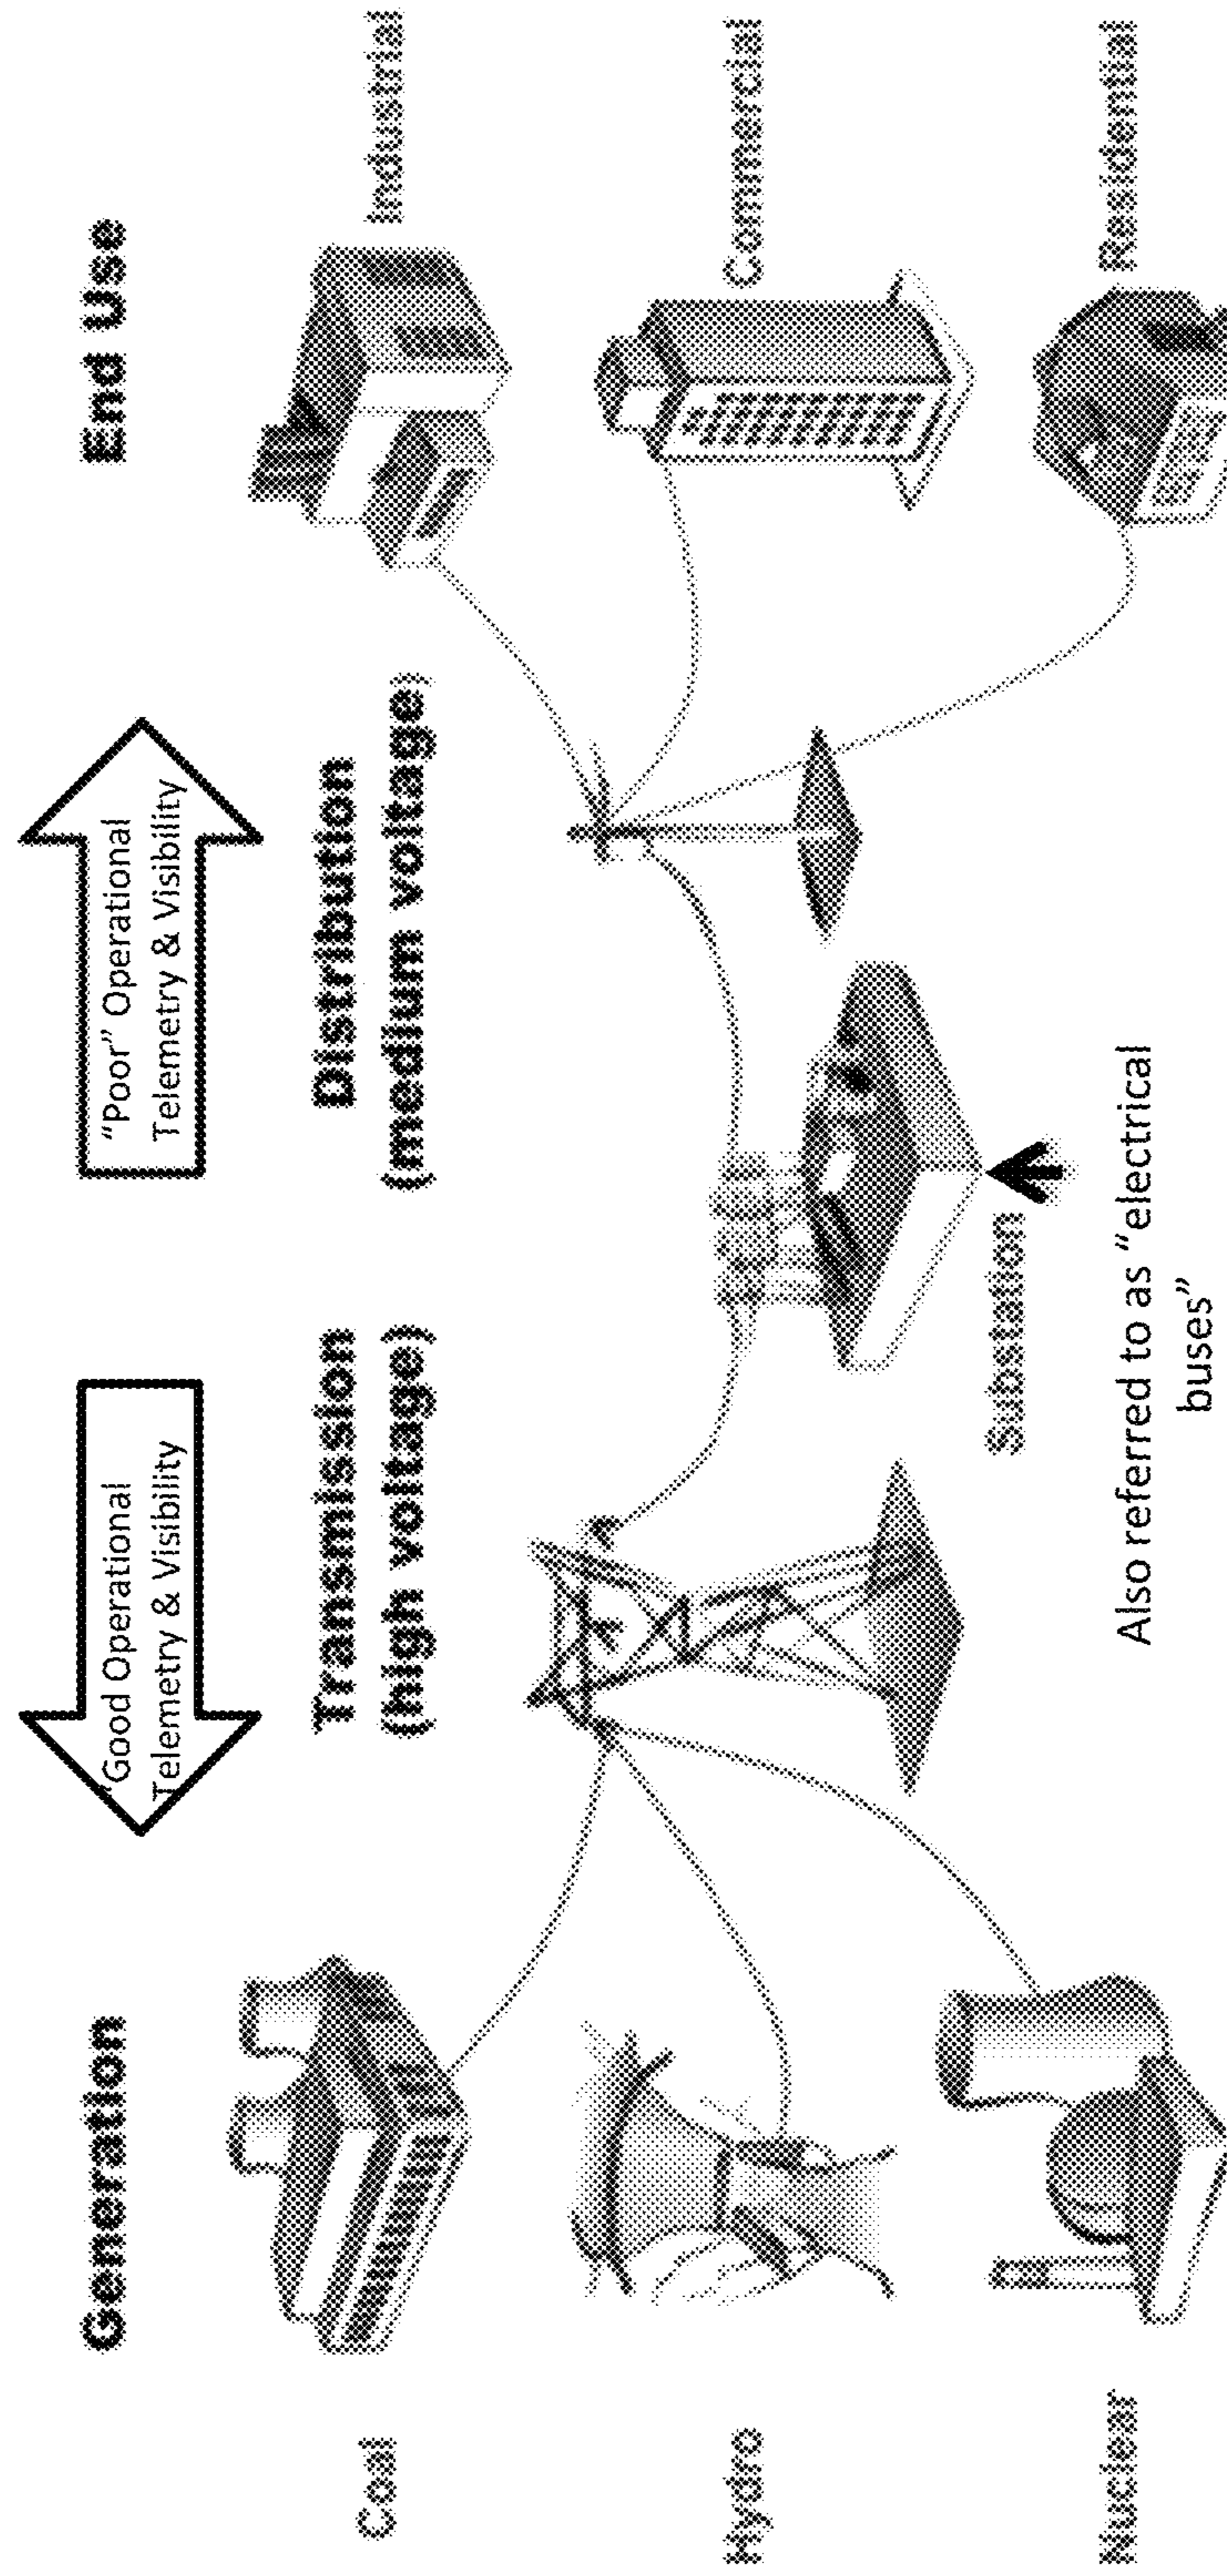 Generation
"Good Operational
Telemetry & Visibility
"Poor" Operational
Telemetry & Visibility
End Use
Transmission
(high voltage)
Distribution
(medium voltage)
Coal
Industrial
Hydro
Commercial
Nuclear
Substation
Residential
Also referred to as "electrical
buses"